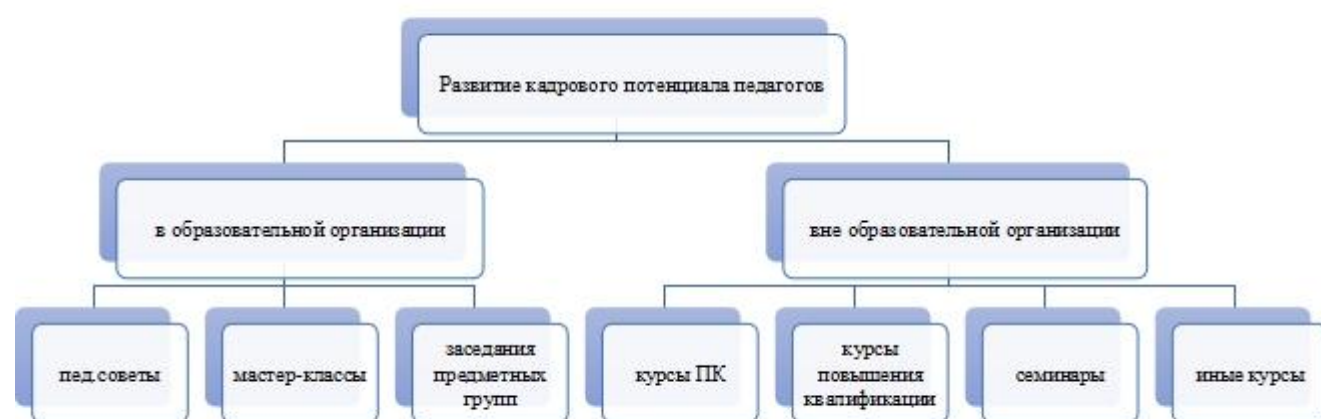 Развитие кадрового потенциала педагогов
в образовательной организации
вне образовательной организации
пед.советы
мастер-классы
заседания
предметных
групп
курсы ПК
курсы
повышения
квалификации
семинары
иные курсы